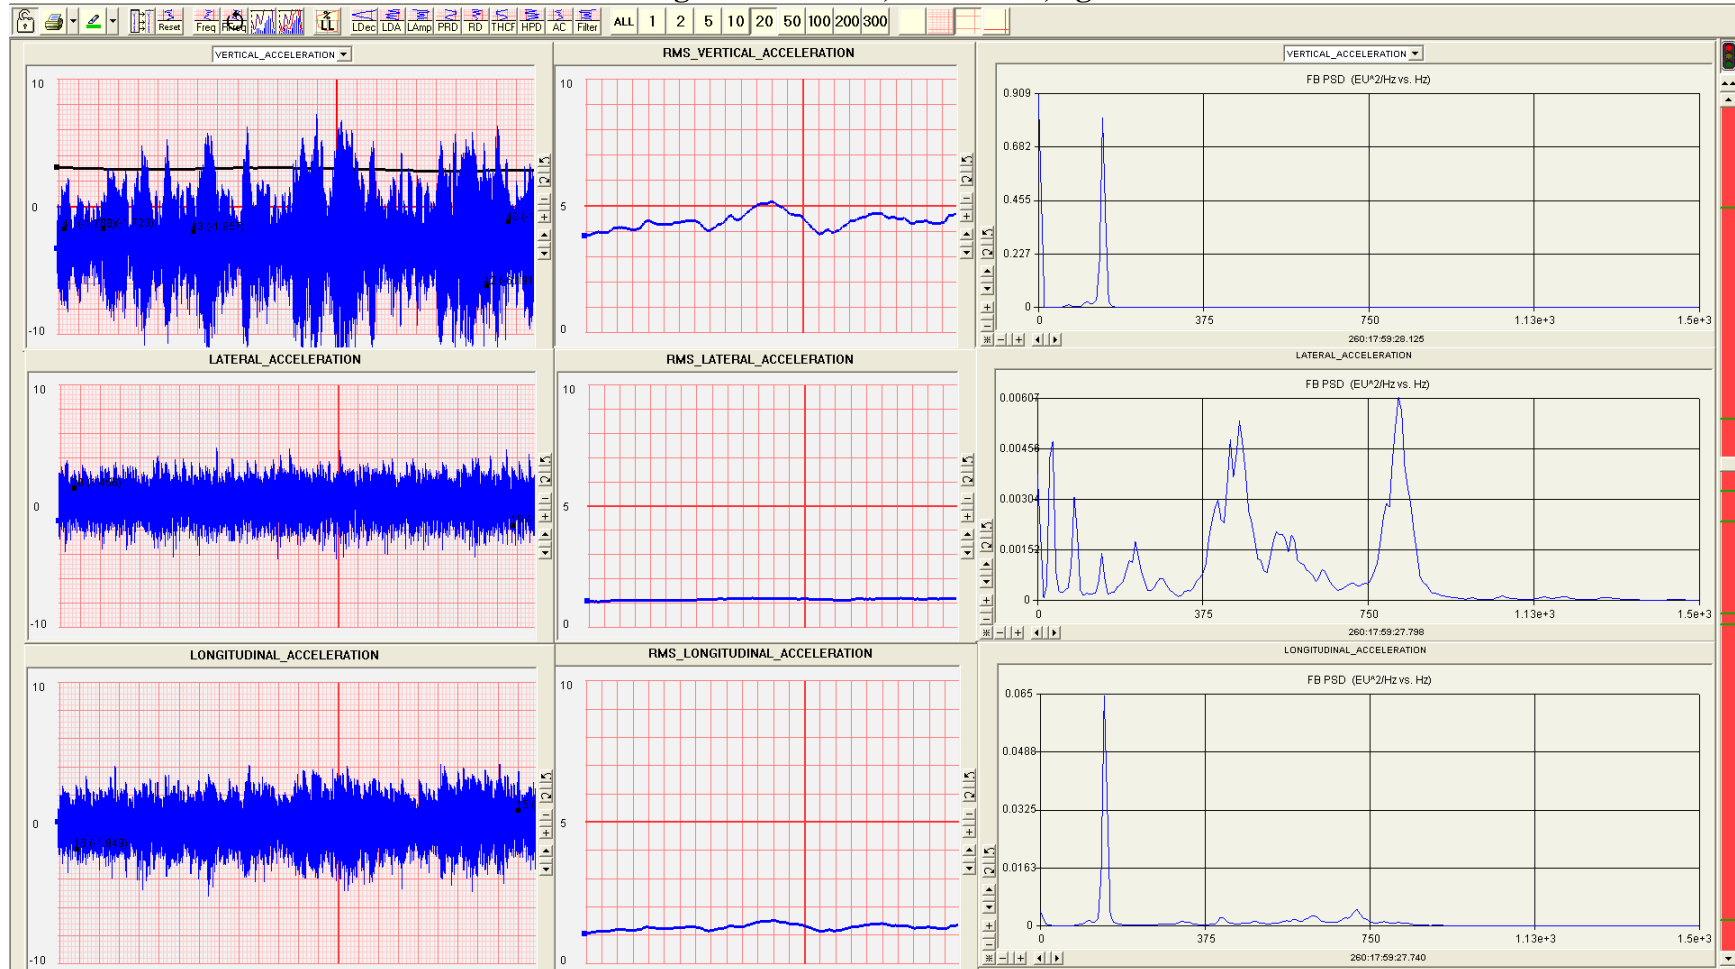 Reset Freq LL LDec LDA LAmp PRD RD THCF HPD AC Filter ALL 1 2 5 10 20 50 100 200 300
VERTICAL_ACCELERATION
10
0
-10
RMS_VERTICAL_ACCELERATION
10
5
0
VERTICAL_ACCELERATION
FB PSD (EU^2/Hz vs. Hz)
0.909
0.682
0.455
0.227
0
0 375 750 1.13e+3 1.5e+3
260:17:59:28.125
LATERAL_ACCELERATION
10
0
-10
RMS_LATERAL_ACCELERATION
10
5
0
LATERAL_ACCELERATION
FB PSD (EU^2/Hz vs. Hz)
0.00607
0.00456
0.00304
0.00152
0
0 375 750 1.13e+3 1.5e+3
260:17:59:27.798
LONGITUDINAL_ACCELERATION
10
0
-10
RMS_LONGITUDINAL_ACCELERATION
10
5
0
LONGITUDINAL_ACCELERATION
FB PSD (EU^2/Hz vs. Hz)
0.065
0.0488
0.0325
0.0163
0
0 375 750 1.13e+3 1.5e+3
260:17:59:27.740